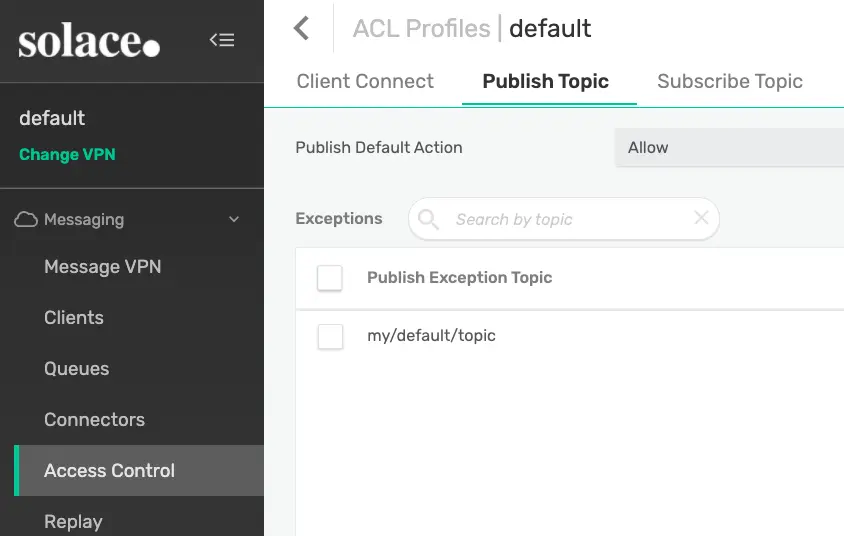 solace.
ACL Profiles | default
Client Connect
Publish Topic
Subscribe Topic
default
Change VPN
Publish Default Action
Allow
Messaging
Exceptions
Search by topic
Message VPN
Publish Exception Topic
Clients
my/default/topic
Queues
Connectors
Access Control
Replay